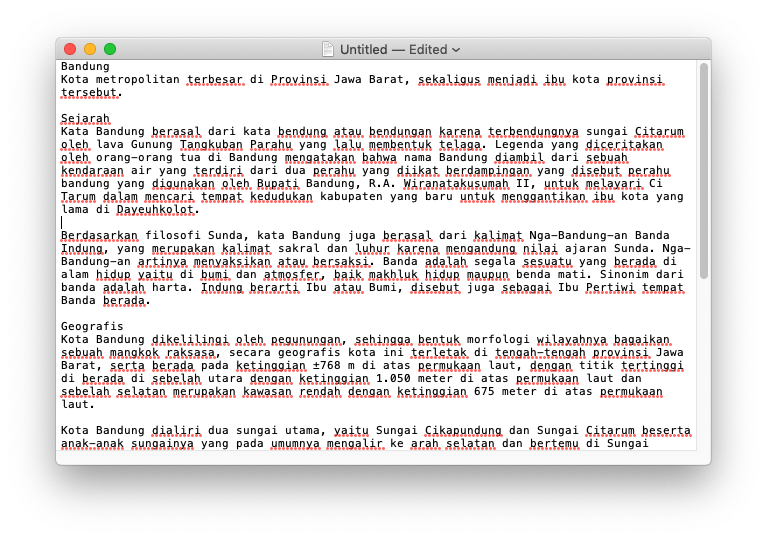 Untitled — Edited
Bandung
Kota metropolitan terbesar di Provinsi Jawa Barat, sekaligus menjadi ibu kota provinsi
tersebut.
Sejarah
Kata Bandung berasal dari kata bendung atau bendungan karena terbendungnya sungai Citarum
oleh lava Gunung Tangkuban Parahu yang lalu membentuk telaga. Legenda yang diceritakan
oleh orang-orang tua di Bandung mengatakan bahwa nama Bandung diambil dari sebuah
kendaraan air yang terdiri dari dua perahu yang diikat berdampingan yang disebut perahu
bandung yang digunakan oleh Bupati Bandung, R.A. Wiranatakusumah II, untuk melayari Ci
Tarum dalam mencari tempat kedudukan kabupaten yang baru untuk menggantikan ibu kota yang
lama di Dayeuhkolot.
Berdasarkan filosofi Sunda, kata Bandung juga berasal dari kalimat Nga-Bandung-an Banda
Indung, yang merupakan kalimat sakral dan luhur karena mengandung nilai ajaran Sunda. Nga-
Bandung-an artinya menyaksikan atau bersaksi. Banda adalah segala sesuatu yang berada di
alam hidup yaitu di bumi dan atmosfer, baik makhluk hidup maupun benda mati. Sinonim dari
banda adalah harta. Indung berarti Ibu atau Bumi, disebut juga sebagai Ibu Pertiwi tempat
Banda berada.
Geografis
Kota Bandung dikelilingi oleh pegunungan, sehingga bentuk morfologi wilayahnya bagaikan
sebuah mangkok raksasa, secara geografis kota ini terletak di tengah-tengah provinsi Jawa
Barat, serta berada pada ketinggian ±768 m di atas permukaan laut, dengan titik tertinggi
di berada di sebelah utara dengan ketinggian 1.050 meter di atas permukaan laut dan
sebelah selatan merupakan kawasan rendah dengan ketinggian 675 meter di atas permukaan
laut.
Kota Bandung dialiri dua sungai utama, yaitu Sungai Cikapundung dan Sungai Citarum beserta
anak-anak sungainya yang pada umumnya mengalir ke arah selatan dan bertemu di Sungai